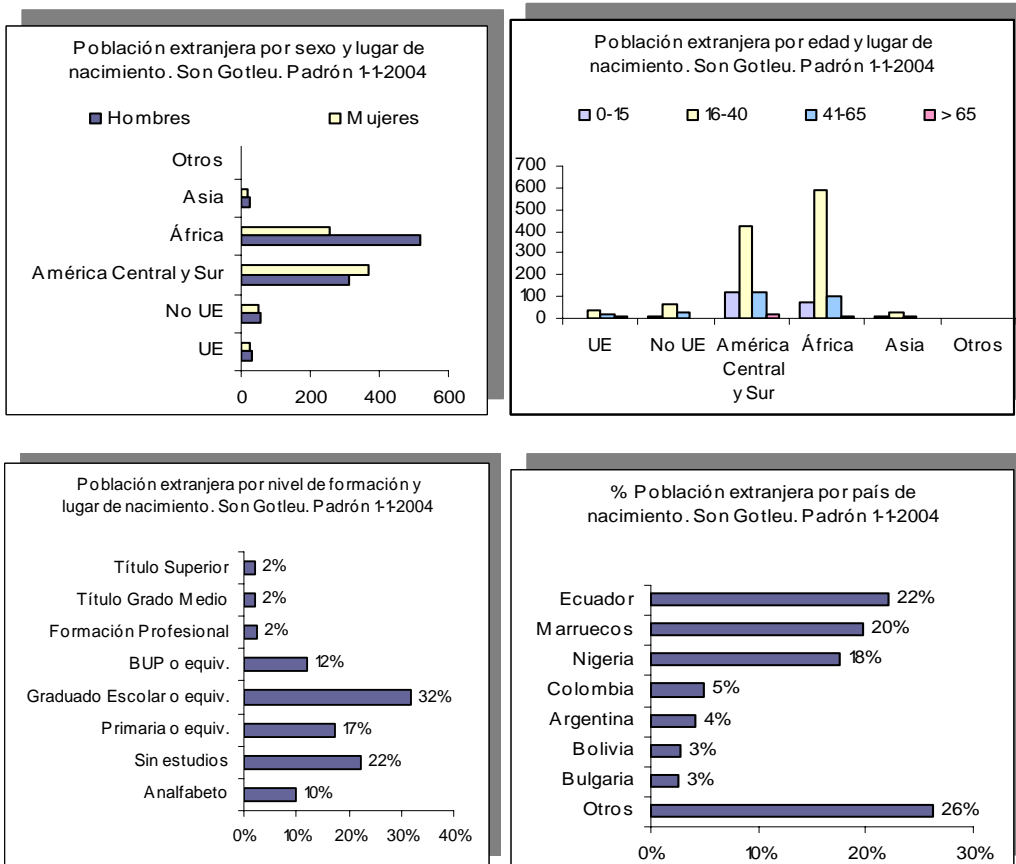 Población extranjera por sexo y lugar de
nacimiento. Son Gotleu. Padrón 1-1-2004
Hombres Mujeres
Otros
Asia
África
América Central y Sur
No UE
UE
0 200 400 600
Población extranjera por edad y lugar de
nacimiento. Son Gotleu. Padrón 1-1-2004
0-15 16-40 41-65 > 65
700
600
500
400
300
200
100
0
UE No UE América África Asia Otros
Central
y Sur
Población extranjera por nivel de formación y
lugar de nacimiento. Son Gotleu. Padrón 1-1-2004
Título Superior 2%
Título Grado Medio 2%
Formación Profesional 2%
BUP o equiv. 12%
Graduado Escolar o equiv. 32%
Primaria o equiv. 17%
Sin estudios 22%
Analfabeto 10%
0% 10% 20% 30% 40%
% Población extranjera por país de
nacimiento. Son Gotleu. Padrón 1-1-2004
Ecuador 22%
Marruecos 20%
Nigeria 18%
Colombia 5%
Argentina 4%
Bolivia 3%
Bulgaria 3%
Otros 26%
0% 10% 20% 30%